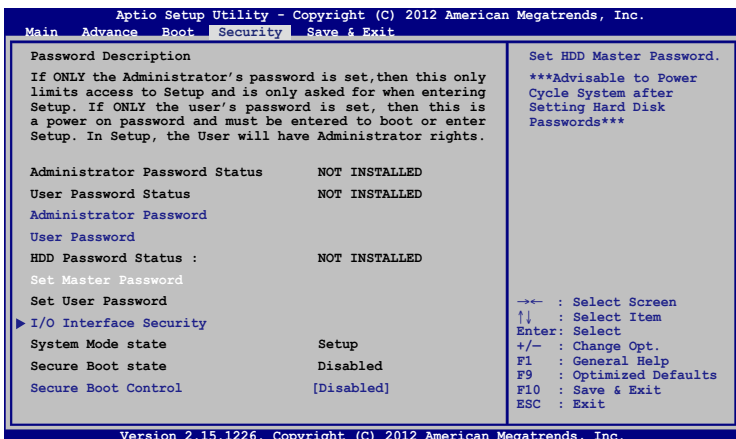 Aptio Setup Utility - Copyright (C) 2012 American Megatrends, Inc.
Main Advance Boot Security Save & Exit
Password Description
If ONLY the Administrator's password is set,then this only
limits access to Setup and is only asked for when entering
Setup. If ONLY the user's password is set, then this is
a power on password and must be entered to boot or enter
Setup. In Setup, the User will have Administrator rights.
Administrator Password Status NOT INSTALLED
User Password Status NOT INSTALLED
Administrator Password
User Password
HDD Password Status : NOT INSTALLED
Set Master Password
Set User Password
I/O Interface Security
System Mode state Setup
Secure Boot state Disabled
Secure Boot Control [Disabled]
Set HDD Master Password.
***Advisable to Power
Cycle System after
Setting Hard Disk
Passwords***
→← : Select Screen
↑↓ : Select Item
Enter: Select
+/— : Change Opt.
F1 : General Help
F9 : Optimized Defaults
F10 : Save & Exit
ESC : Exit
Version 2.15.1226. Copyright (C) 2012 American Megatrends, Inc.